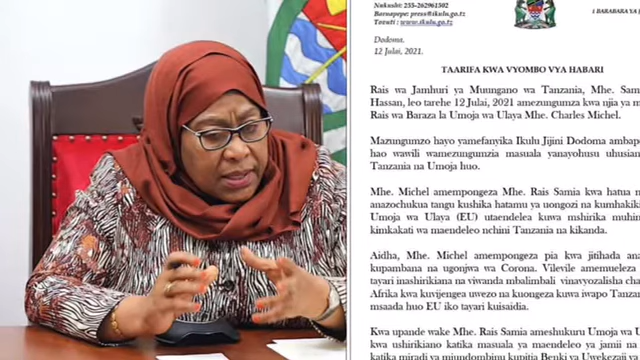 Nukushi: 255-262961502
Barua pepe: press@ikulu.go.tz
Tovuti : www.ikulu.go.tz
1 BARABARA YA
Dodoma.
12 Julai, 2021.
TAARIFA KWA VYOMBO VYA HABARI
Rais wa Jamhuri ya Muungano wa Tanzania, Mhe. Sam
Hassan, leo tarehe 12 Julai, 2021 amezungumza kwa njia ya m
Rais wa Baraza la Umoja wa Ulaya Mhe. Charles Michel.
Mazungumzo hayo yamefanyika Ikulu Jijini Dodoma ambapo
hao wawili wamezungumzia masuala yanayohusu uhusian
Tanzania na Umoja huo.
Mhe. Michel amempongeza Mhe. Rais Samia kwa hatua m
anazochukua tangu kushika hatamu ya uongozi na kumhakiki
Umoja wa Ulaya (EU) utaendelea kuwa mshirika muhim
kimkakati wa maendeleo nchini Tanzania na kikanda.
Aidha, Mhe. Michel amempongeza pia kwa jitihada ana
kupambana na ugonjwa wa Corona. Vilevile amemueleza
tayari inashirikiana na viwanda mbalimbali vinavyozalisha cha
Afrika kwa kuvijengea uwezo na kuongeza kuwa iwapo Tanz
msaada huo EU iko tayari kuisaidia.
Kwa upande wake Mhe. Rais Samia ameshukuru Umoja wa U
kwa ushirikiano katika masuala ya maendeleo ya jamii na
katika miradi ya miundombinu kupitia Benki ya Uwekezaji ya